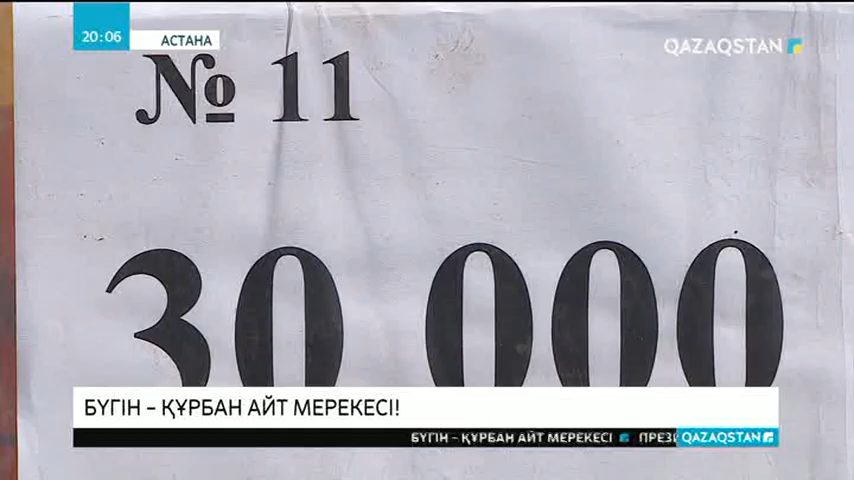 20:06
АСТАНА
QAZAQSTAN
№ 11
30 000
БҮГІН – ҚҰРБАН АЙТ МЕРЕКЕСІ!
БҮГІН – ҚҰРБАН АЙТ МЕРЕКЕСІ
QAZAQSTAN